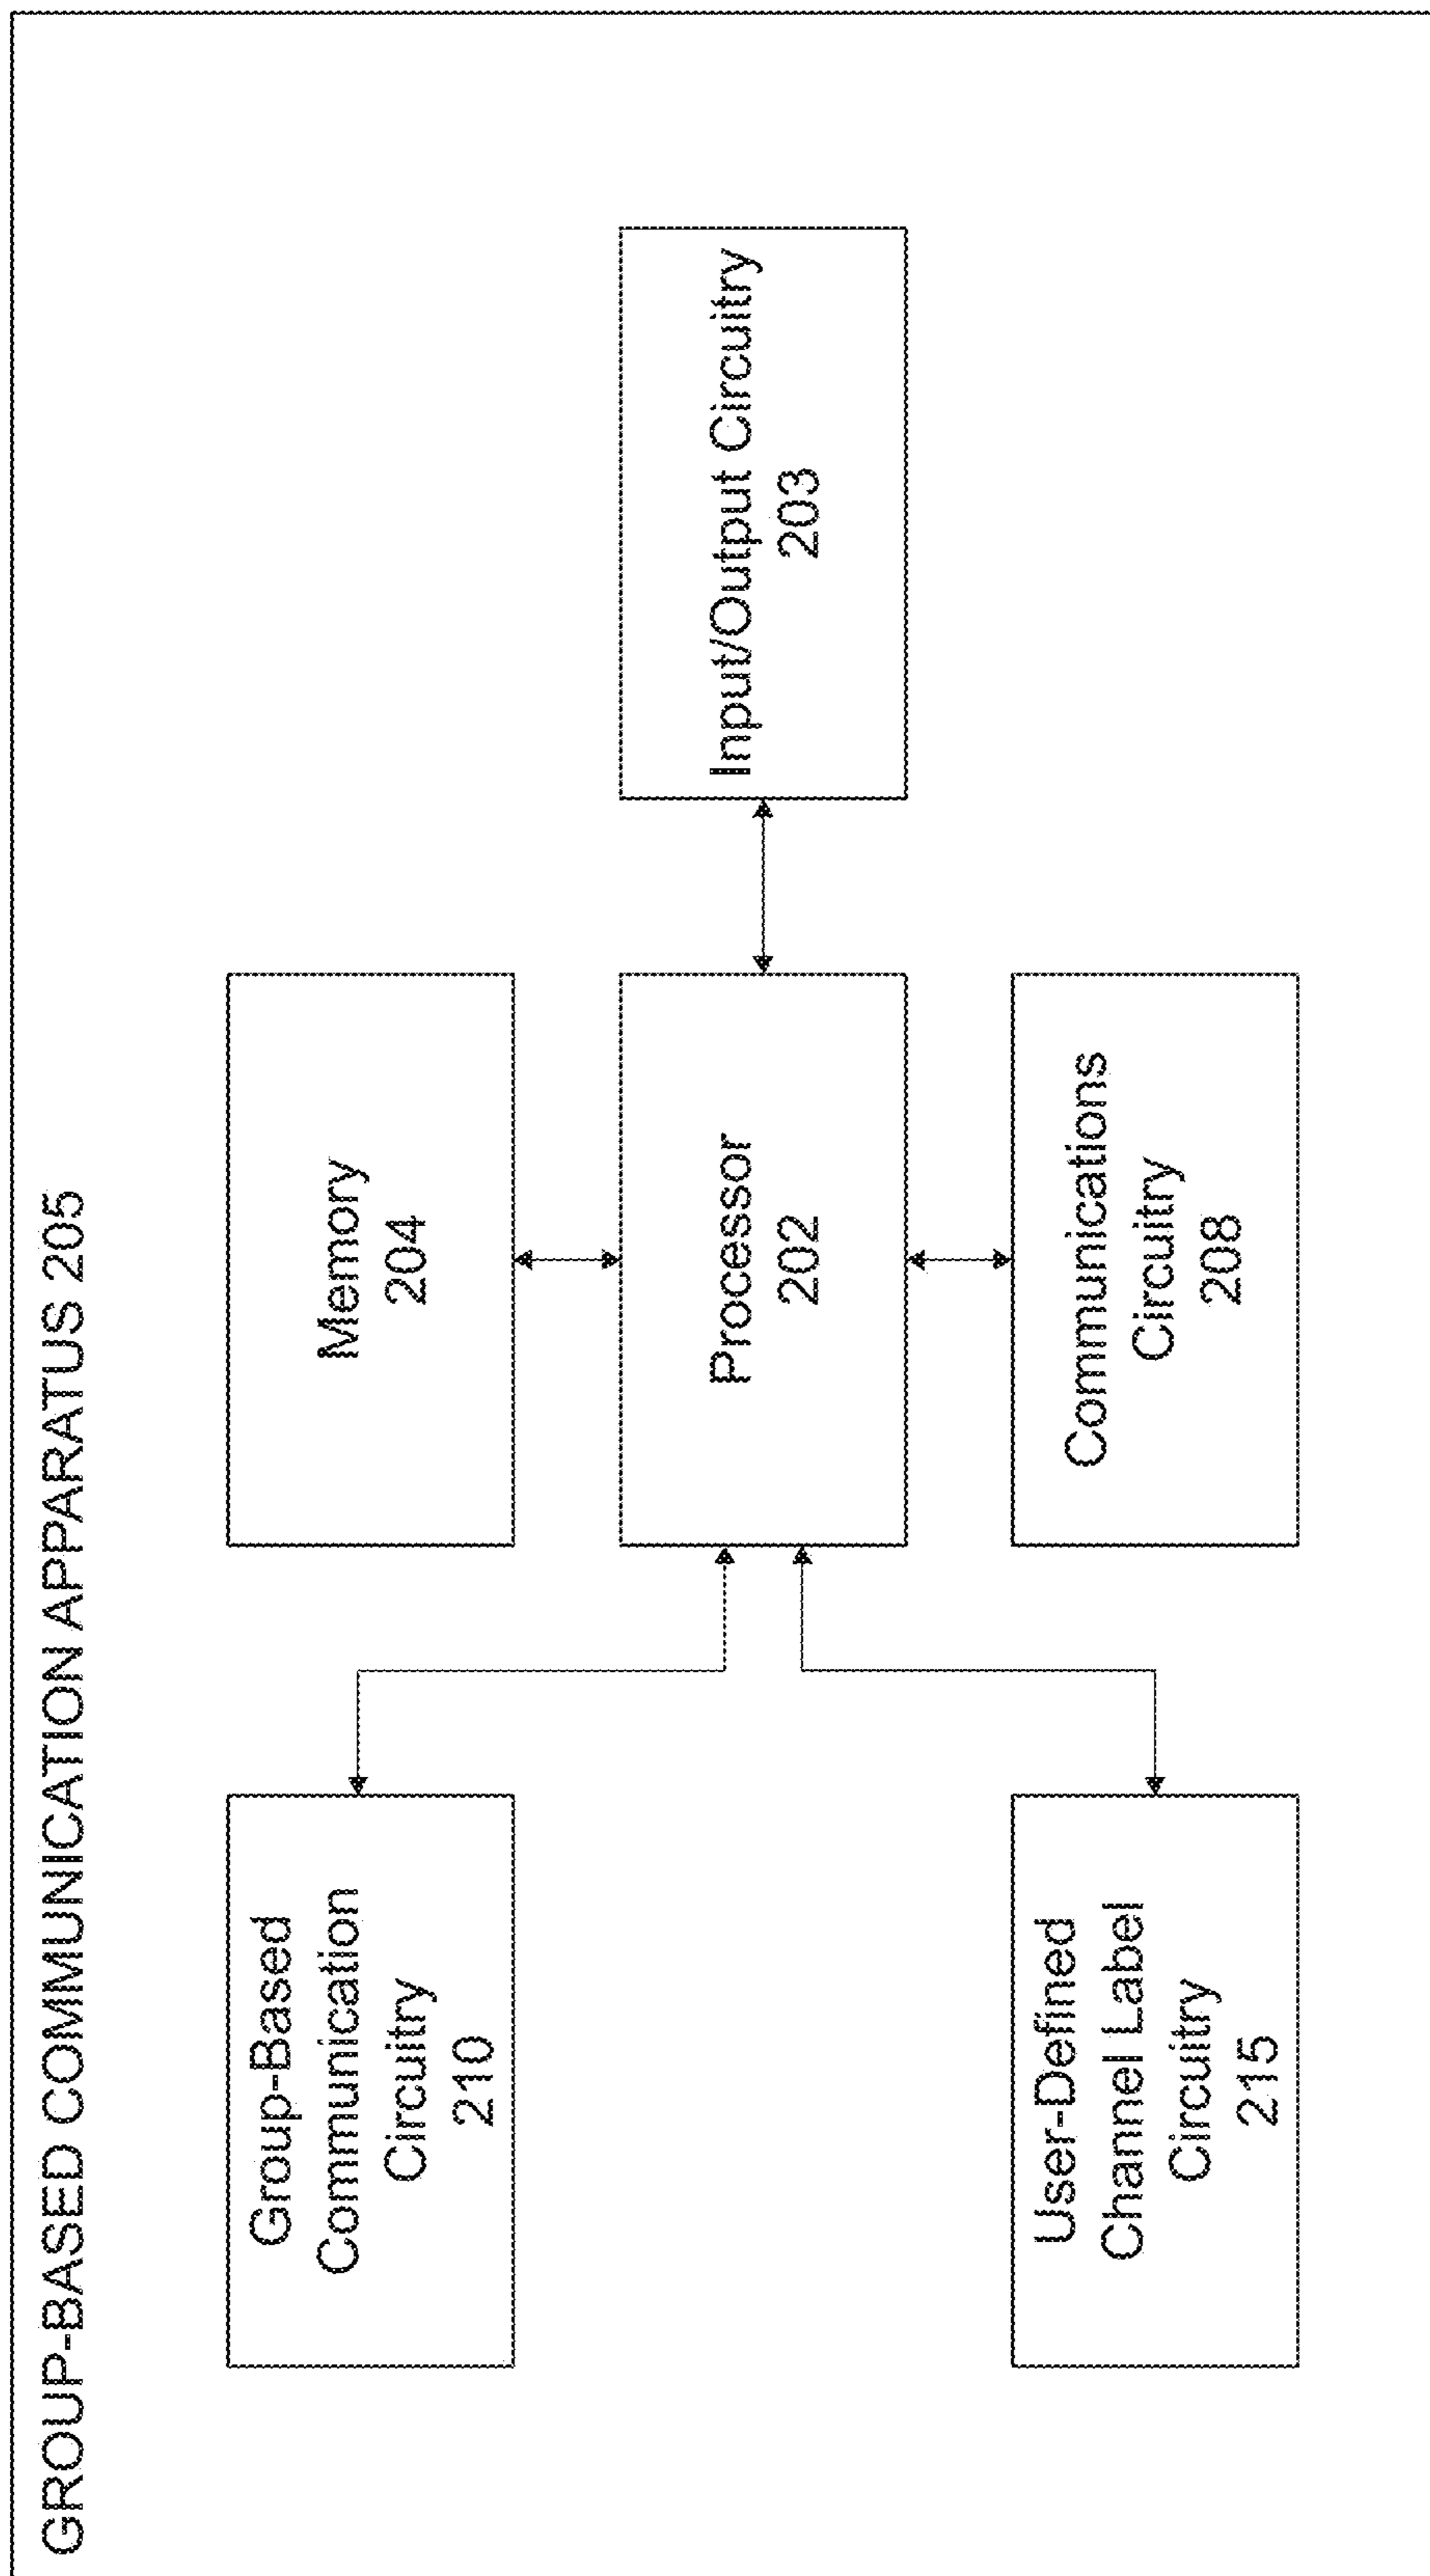 GROUP-BASED COMMUNICATION APPARATUS 205
Group-Based
Communication
Circuitry
210
Memory
204
Processor
202
Input/Output Circuitry
203
User-Defined
Channel Label
Circuitry
215
Communications
Circuitry
208